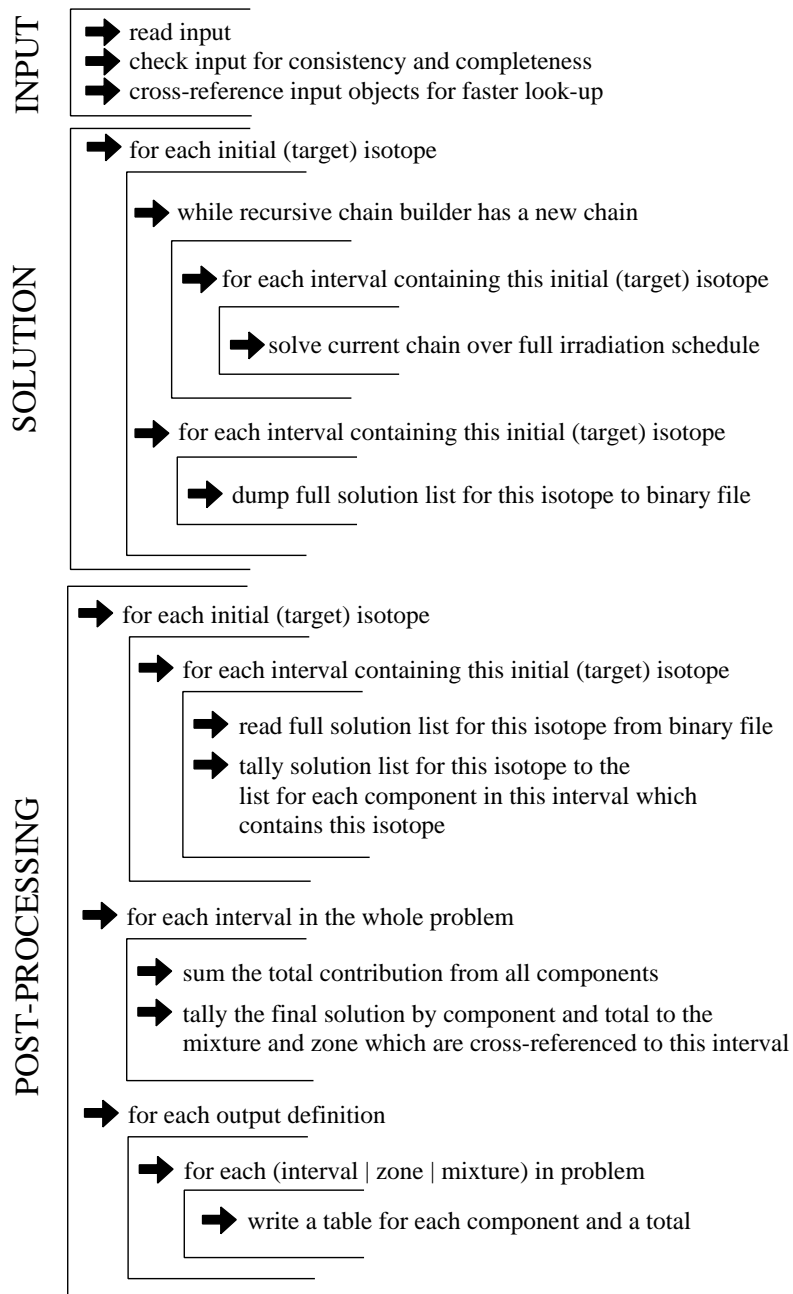 INPUT
read input
check input for consistency and completeness
cross-reference input objects for faster look-up
SOLUTION
for each initial (target) isotope
while recursive chain builder has a new chain
for each interval containing this initial (target) isotope
solve current chain over full irradiation schedule
for each interval containing this initial (target) isotope
dump full solution list for this isotope to binary file
POST-PROCESSING
for each initial (target) isotope
for each interval containing this initial (target) isotope
read full solution list for this isotope from binary file
tally solution list for this isotope to the
list for each component in this interval which
contains this isotope
for each interval in the whole problem
sum the total contribution from all components
tally the final solution by component and total to the
mixture and zone which are cross-referenced to this interval
for each output definition
for each (interval | zone | mixture) in problem
write a table for each component and a total